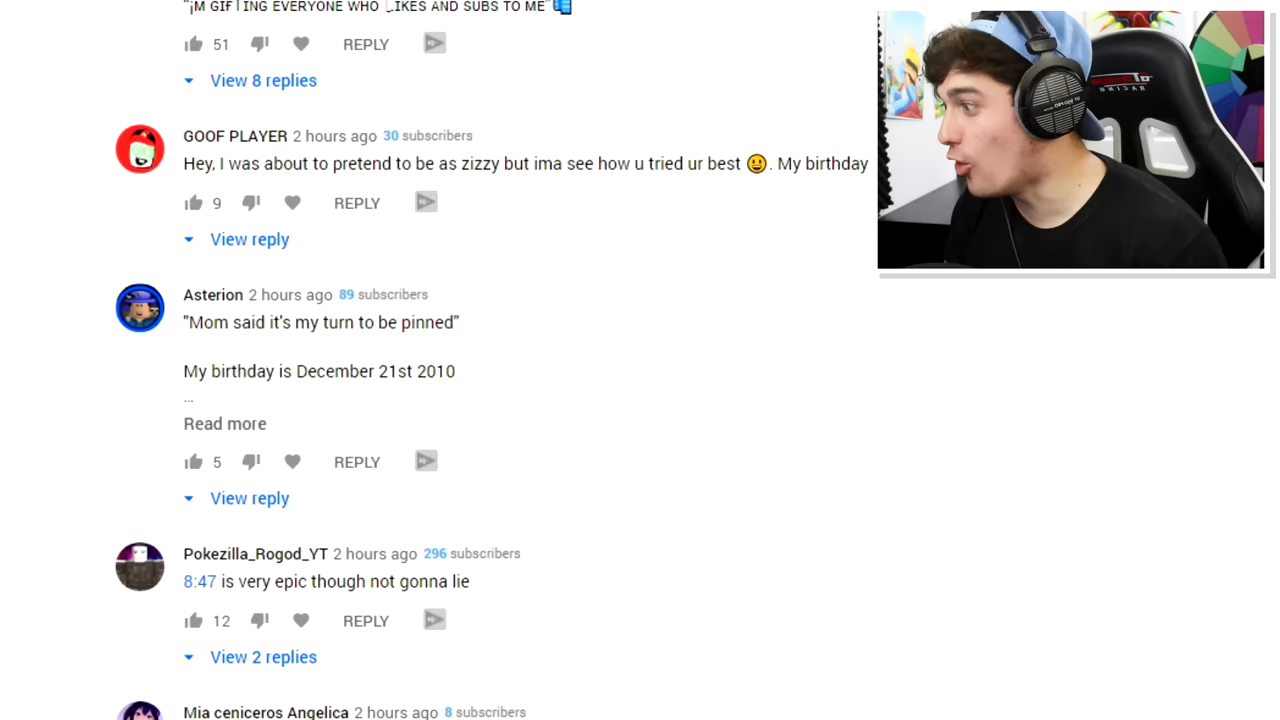 "¡M GIFTING EVERYONE WHO LIKES AND SUBS TO ME"
51 REPLY
View 8 replies
GOOF PLAYER 2 hours ago 30 subscribers
Hey, I was about to pretend to be as zizzy but ima see how u tried ur best 😀. My birthday
9 REPLY
View reply
Asterion 2 hours ago 89 subscribers
"Mom said it's my turn to be pinned"
My birthday is December 21st 2010
...
Read more
5 REPLY
View reply
Pokezilla_Rogod_YT 2 hours ago 296 subscribers
8:47 is very epic though not gonna lie
12 REPLY
View 2 replies
Mia ceniceros Angelica 2 hours ago 8 subscribers